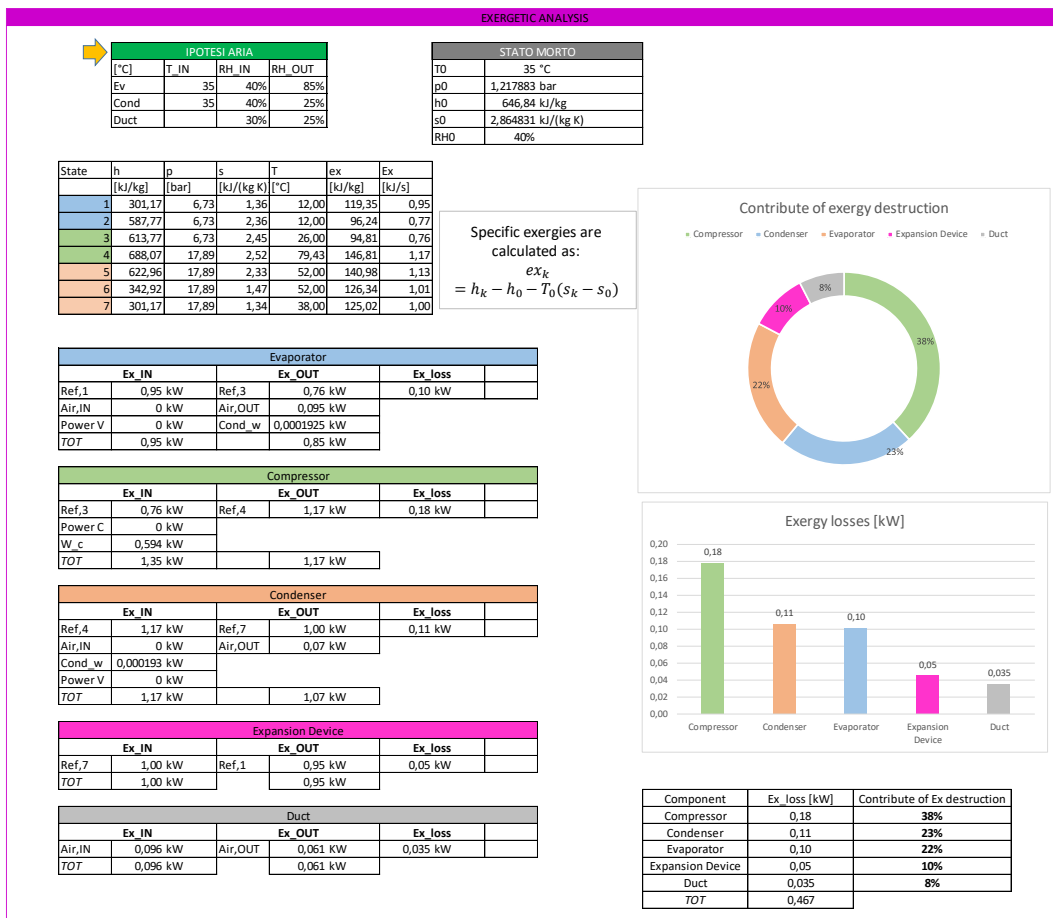 EXERGETIC ANALYSIS
IPOTESI ARIA
[°C] T_IN RH_IN RH_OUT
Ev 35 40% 85%
Cond 35 40% 25%
Duct 30% 25%
STATO MORTO
T0 35 °C
p0 1,217883 bar
h0 646,84 kJ/kg
s0 2,864831 kJ/(kg K)
RH0 40%
State h p s T ex Ex
[kJ/kg] [bar] [kJ/(kg K)] [°C] [kJ/kg] [kJ/s]
1 301,17 6,73 1,36 12,00 119,35 0,95
2 587,77 6,73 2,36 12,00 96,24 0,77
3 613,77 6,73 2,45 26,00 94,81 0,76
4 688,07 17,89 2,52 79,43 146,81 1,17
5 622,96 17,89 2,33 52,00 140,98 1,13
6 342,92 17,89 1,47 52,00 126,34 1,01
7 301,17 17,89 1,34 38,00 125,02 1,00
Specific exergies are
calculated as:
𝑒𝑥ₖ
= ℎₖ − ℎ₀ − 𝑇₀(𝑠ₖ − 𝑠₀)
Evaporator
Ex_IN Ex_OUT Ex_loss
Ref,1 0,95 kW Ref,3 0,76 kW 0,10 kW
Air,IN 0 kW Air,OUT 0,095 kW
Power V 0 kW Cond_w 0,0001925 kW
TOT 0,95 kW 0,85 kW
Compressor
Ex_IN Ex_OUT Ex_loss
Ref,3 0,76 kW Ref,4 1,17 kW 0,18 kW
Power C 0 kW
W_c 0,594 kW
TOT 1,35 kW 1,17 kW
Condenser
Ex_IN Ex_OUT Ex_loss
Ref,4 1,17 kW Ref,7 1,00 kW 0,11 kW
Air,IN 0 kW Air,OUT 0,07 kW
Cond_w 0,000193 kW
Power V 0 kW
TOT 1,17 kW 1,07 kW
Expansion Device
Ex_IN Ex_OUT Ex_loss
Ref,7 1,00 kW Ref,1 0,95 kW 0,05 kW
TOT 1,00 kW 0,95 kW
Duct
Ex_IN Ex_OUT Ex_loss
Air,IN 0,096 kW Air,OUT 0,061 KW 0,035 kW
TOT 0,096 kW 0,061 kW
Contribute of exergy destruction
Compressor Condenser Evaporator Expansion Device Duct
8%
10%
38%
22%
23%
Exergy losses [kW]
0,20
0,18
0,16
0,14
0,12
0,10
0,08
0,06
0,04
0,02
0,00
0,18
0,11
0,10
0,05
0,035
Compressor Condenser Evaporator Expansion Duct
Device
Component Ex_loss [kW] Contribute of Ex destruction
Compressor 0,18 38%
Condenser 0,11 23%
Evaporator 0,10 22%
Expansion Device 0,05 10%
Duct 0,035 8%
TOT 0,467